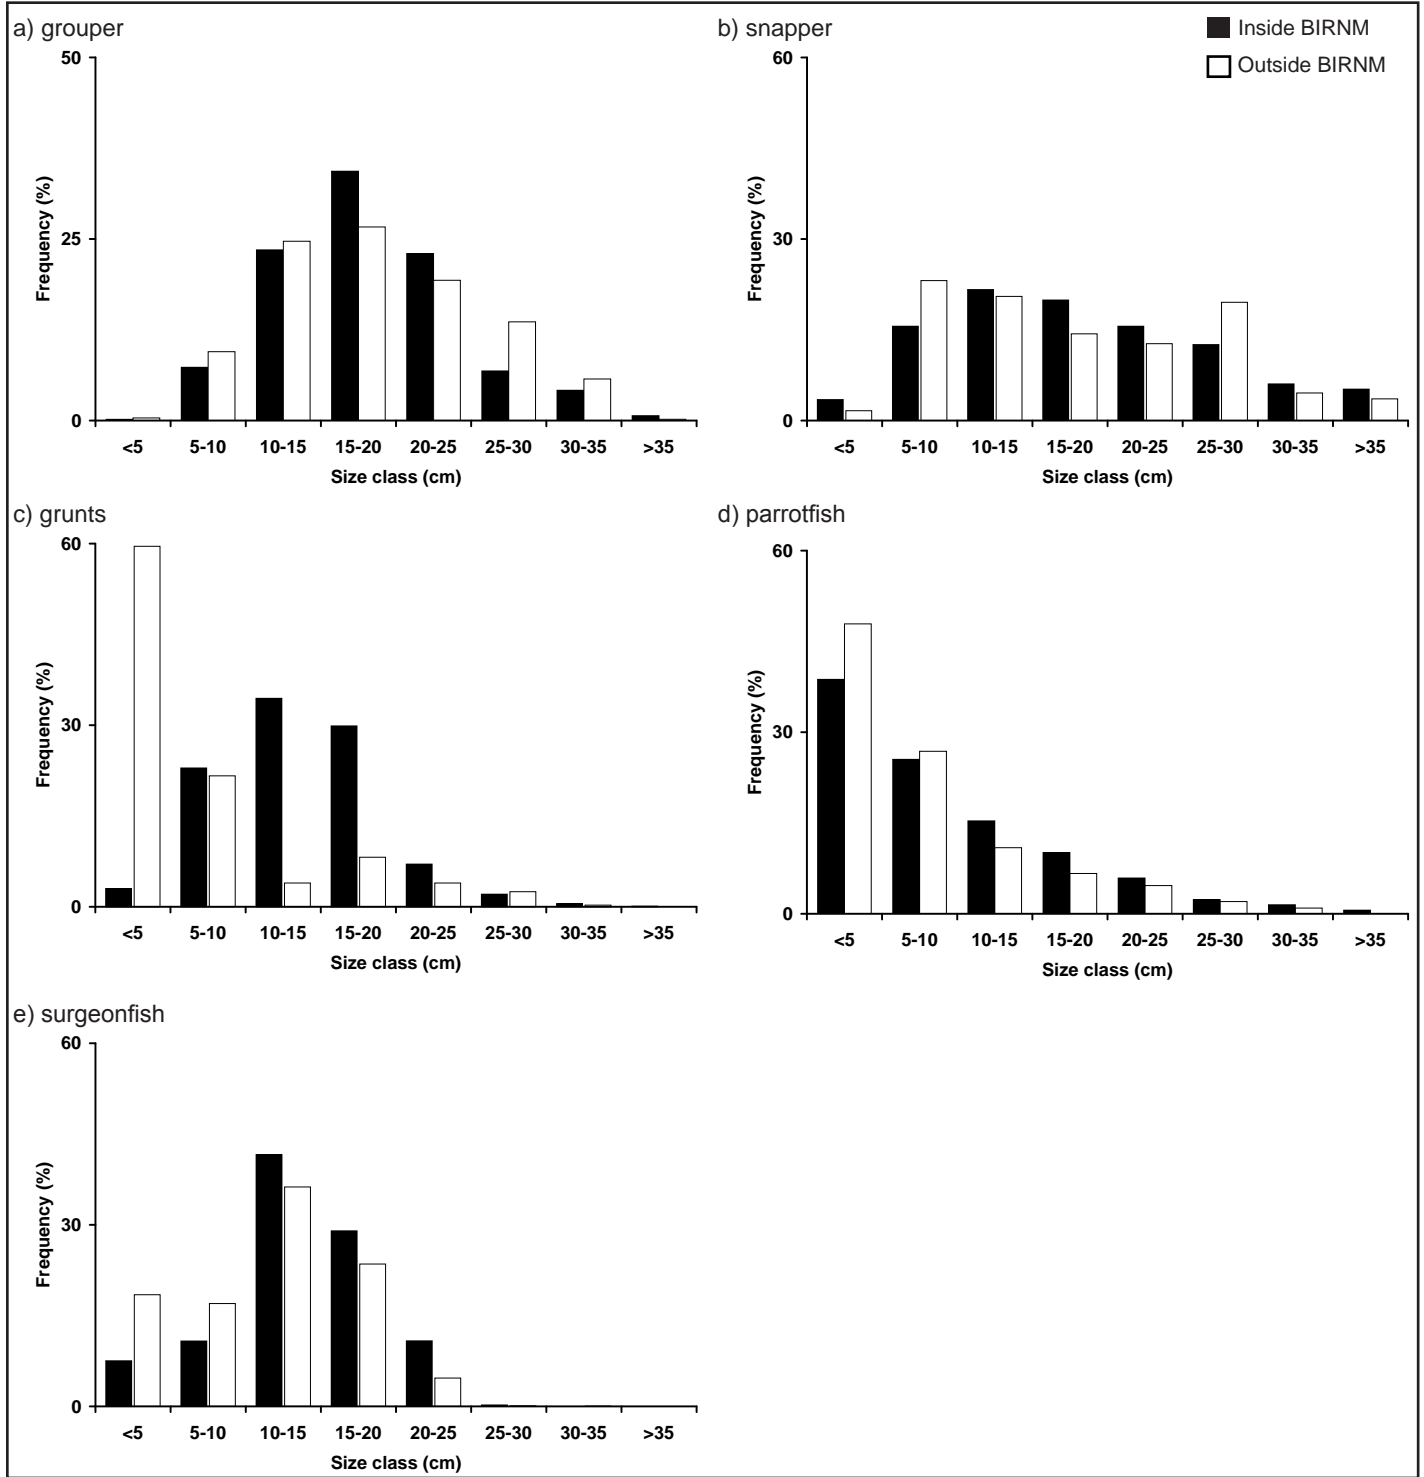 a) grouper
b) snapper
Inside BIRNM
Outside BIRNM
50
25
0
Frequency (%)
<5 5-10 10-15 15-20 20-25 25-30 30-35 >35
Size class (cm)
60
30
0
Frequency (%)
<5 5-10 10-15 15-20 20-25 25-30 30-35 >35
Size class (cm)
c) grunts
d) parrotfish
60
30
0
Frequency (%)
<5 5-10 10-15 15-20 20-25 25-30 30-35 >35
Size class (cm)
60
30
0
Frequency (%)
<5 5-10 10-15 15-20 20-25 25-30 30-35 >35
Size class (cm)
e) surgeonfish
60
30
0
Frequency (%)
<5 5-10 10-15 15-20 20-25 25-30 30-35 >35
Size class (cm)